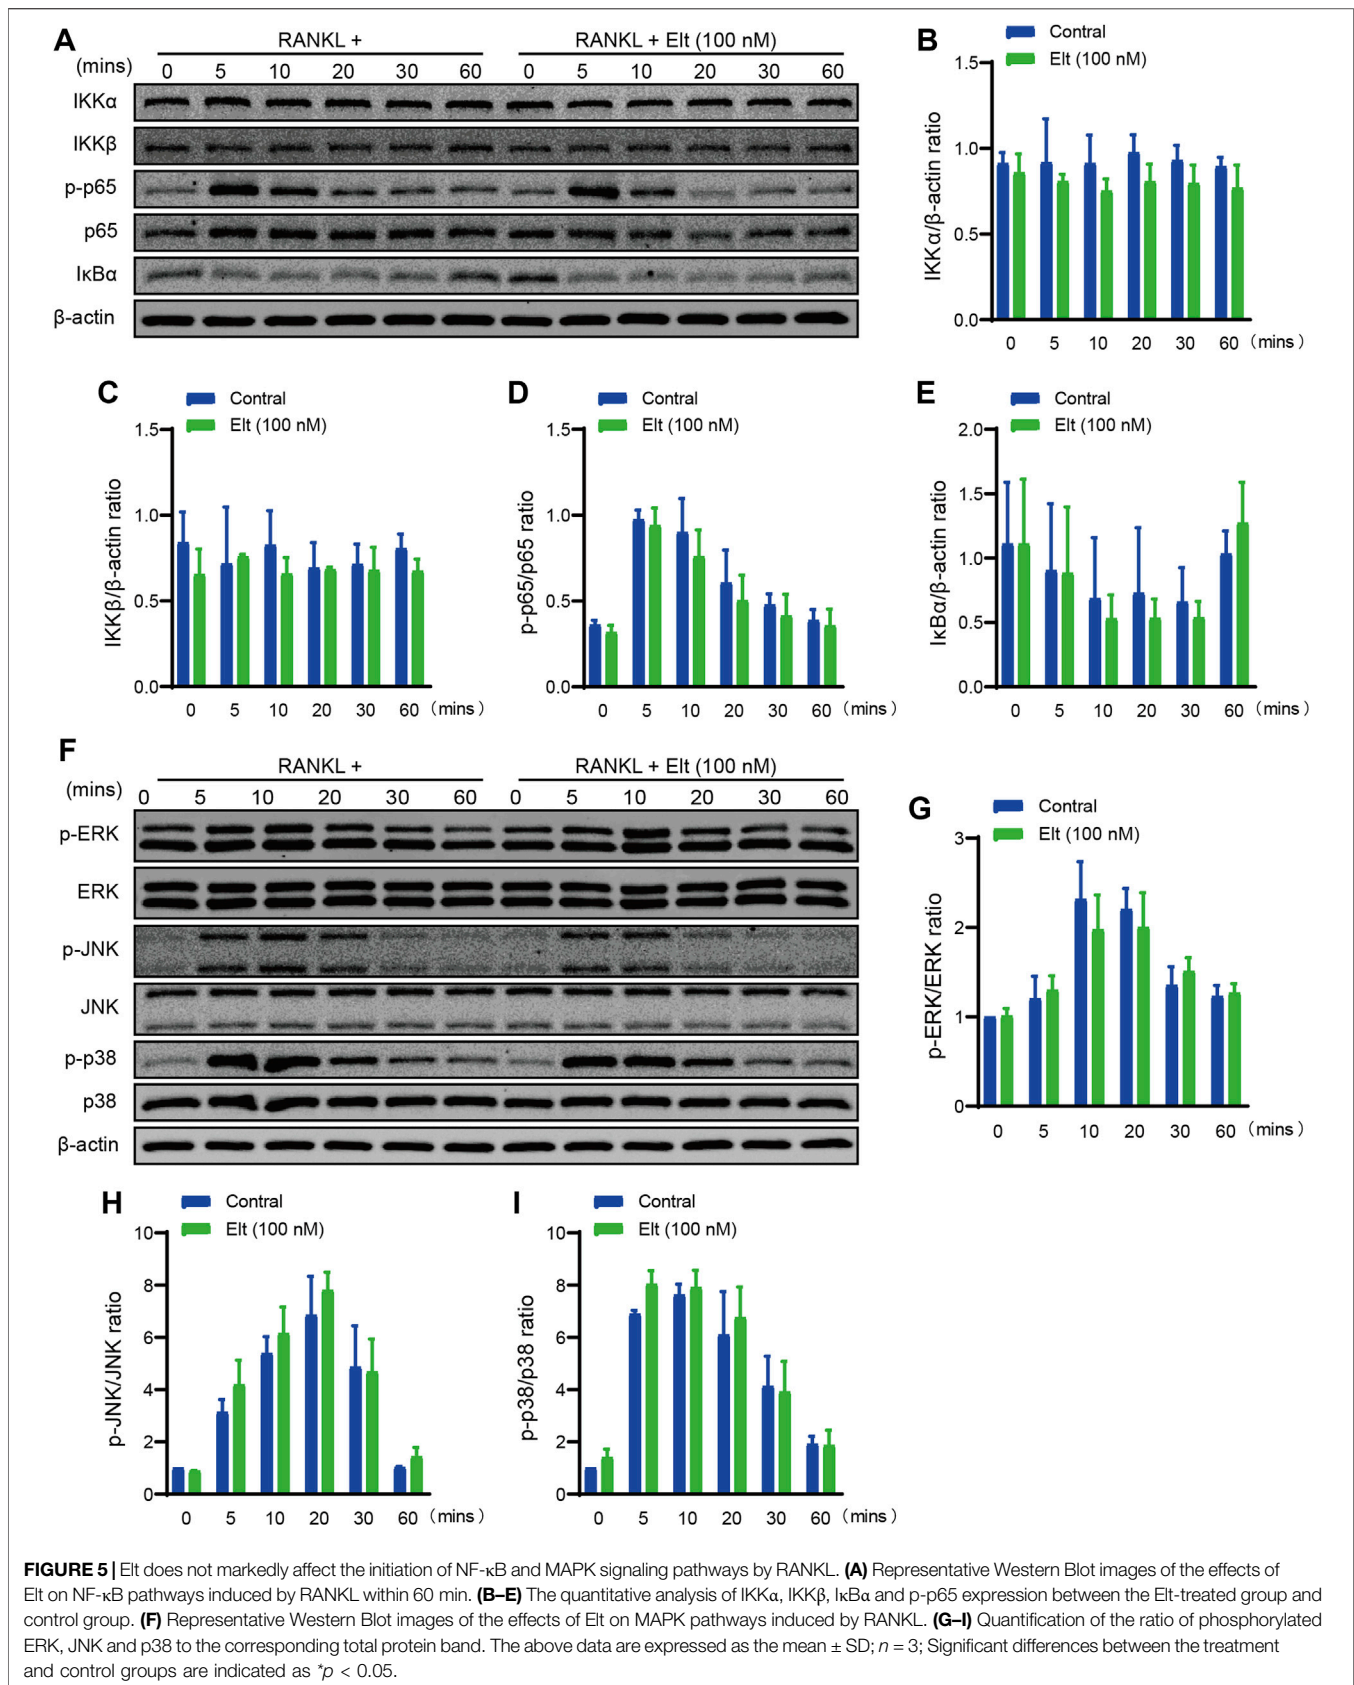 A
RANKL +
RANKL + Elt (100 nM)
(mins)
0 5 10 20 30 60 0 5 10 20 30 60
IKKα
IKKβ
p-p65
p65
IκBα
β-actin
B
Contral
Elt (100 nM)
IKKα/β-actin ratio
1.5
1.0
0.5
0.0
0 5 10 20 30 60 (mins)
C
Contral
Elt (100 nM)
IKKβ/β-actin ratio
1.5
1.0
0.5
0.0
0 5 10 20 30 60 (mins)
D
Contral
Elt (100 nM)
p-p65/p65 ratio
1.5
1.0
0.5
0.0
0 5 10 20 30 60 (mins)
E
Contral
Elt (100 nM)
IκBα/β-actin ratio
2.0
1.5
1.0
0.5
0.0
0 5 10 20 30 60 (mins)
F
RANKL +
RANKL + Elt (100 nM)
(mins)
0 5 10 20 30 60 0 5 10 20 30 60
p-ERK
ERK
p-JNK
JNK
p-p38
p38
β-actin
G
Contral
Elt (100 nM)
p-ERK/ERK ratio
3
2
1
0
0 5 10 20 30 60 (mins)
H
Contral
Elt (100 nM)
p-JNK/JNK ratio
10
8
6
4
2
0
0 5 10 20 30 60 (mins)
I
Contral
Elt (100 nM)
p-p38/p38 ratio
10
8
6
4
2
0
0 5 10 20 30 60 (mins)
FIGURE 5 | Elt does not markedly affect the initiation of NF-κB and MAPK signaling pathways by RANKL. (A) Representative Western Blot images of the effects of
Elt on NF-κB pathways induced by RANKL within 60 min. (B–E) The quantitative analysis of IKKα, IKKβ, IκBα and p-p65 expression between the Elt-treated group and
control group. (F) Representative Western Blot images of the effects of Elt on MAPK pathways induced by RANKL. (G–I) Quantification of the ratio of phosphorylated
ERK, JNK and p38 to the corresponding total protein band. The above data are expressed as the mean ± SD; n = 3; Significant differences between the treatment
and control groups are indicated as *p < 0.05.